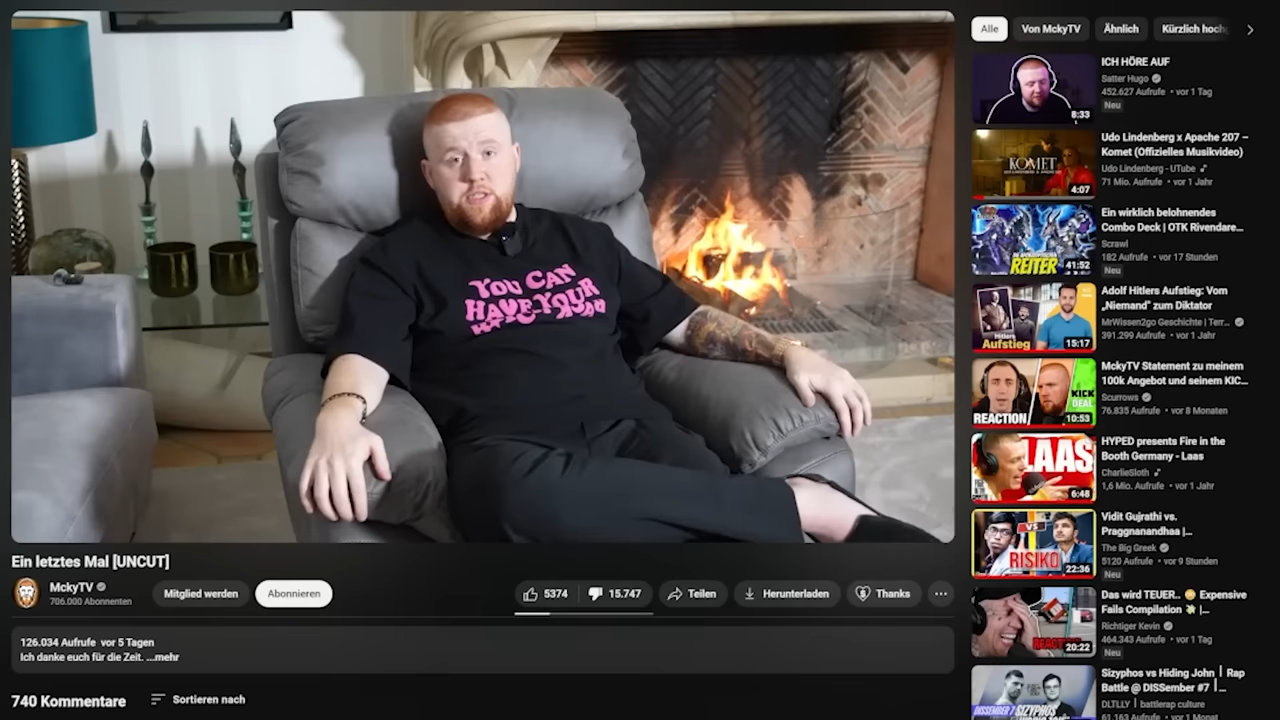 YOU CAN
HAVE YOUR
Ein letztes Mal [UNCUT]
MckyTV
706.000 Abonnenten
Mitglied werden
Abonnieren
5374
15.747
Teilen
Herunterladen
Thanks
126.034 Aufrufe vor 5 Tagen
Ich danke euch für die Zeit. ...mehr
740 Kommentare
Sortieren nach
Alle
Von MckyTV
Ähnlich
Kürzlich hoch
8:33
ICH HÖRE AUF
Satter Hugo
452.627 Aufrufe • vor 1 Tag
Neu
KOMET
4:07
Udo Lindenberg x Apache 207 –
Komet (Offizielles Musikvideo)
Udo Lindenberg - UTube
71 Mio. Aufrufe • vor 1 Jahr
REITER
41:52
Ein wirklich belohnendes
Combo Deck | OTK Rivendare...
Scrawl
182 Aufrufe • vor 17 Stunden
Neu
Hitlers
Aufstieg
15:17
Adolf Hitlers Aufstieg: Vom
„Niemand" zum Diktator
MrWissen2go Geschichte | Terr...
391.299 Aufrufe • vor 1 Jahr
KICK
DEAL
REACTION
10:53
MckyTV Statement zu meinem
100k Angebot und seinem KIC...
Scurrows
76.835 Aufrufe • vor 8 Monaten
LAAS
6:48
HYPED presents Fire in the
Booth Germany - Laas
CharlieSloth
1,6 Mio. Aufrufe • vor 1 Jahr
VS
RISIKO
22:36
Vidit Gujrathi vs.
Praggnanandhaa |...
The Big Greek
5120 Aufrufe • vor 9 Stunden
Neu
REACT
20:22
Das wird TEUER.. Expensive
Fails Compilation |...
Richtiger Kevin
464.343 Aufrufe • vor 1 Tag
Neu
DISSEMBER 7 SIZYPHOS
Sizyphos vs Hiding John | Rap
Battle @ DISSember #7 |...
DLTLLY | battlerap culture
61.163 Aufrufe • vor 1 Monat